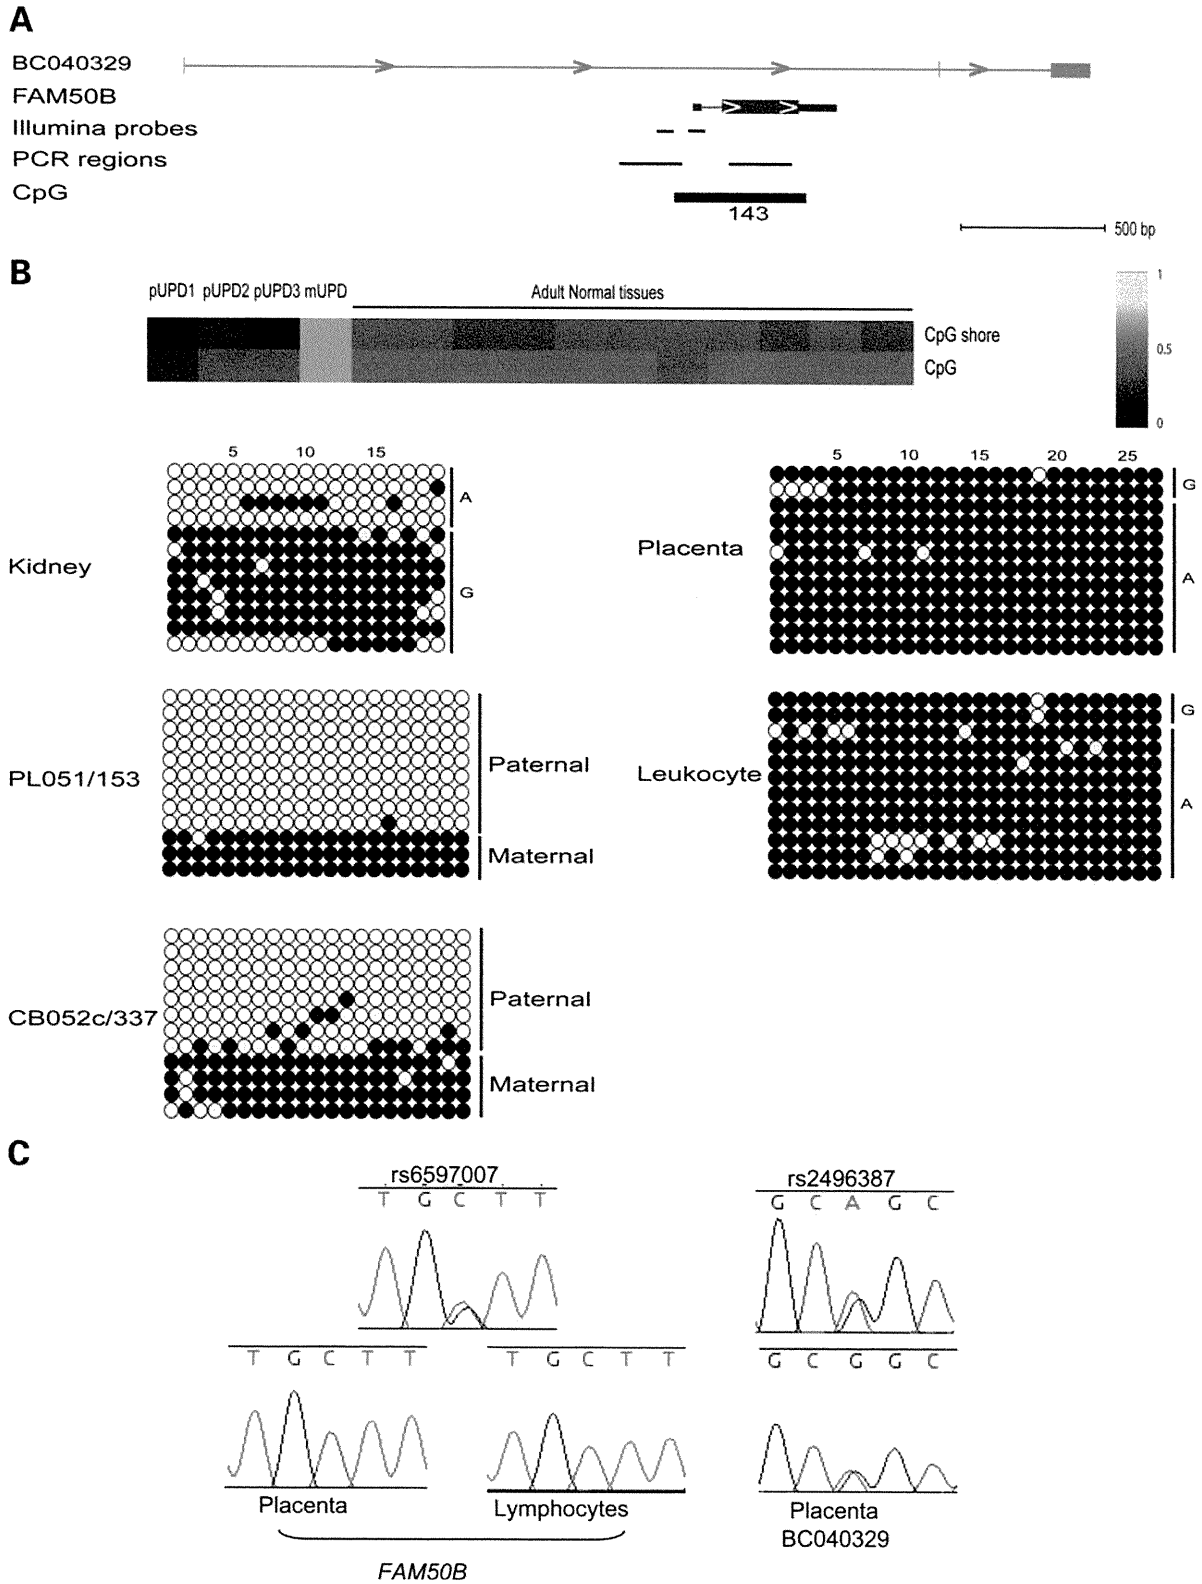 A
BC040329
FAM50B
Illumina probes
PCR regions
CpG
143
500 bp
B
pUPD1 pUPD2 pUPD3 mUPD
Adult Normal tissues
CpG shore
CpG
1
0.5
0
5 10 15
A
G
Kidney
5 10 15 20 25
G
A
Placenta
PL051/153
Paternal
Maternal
Leukocyte
G
A
CB052c/337
Paternal
Maternal
C
rs6597007
T G C T T
rs2496387
G C A G C
T G C T T
T G C T T
G C G G C
Placenta
Lymphocytes
Placenta
BC040329
FAM50B